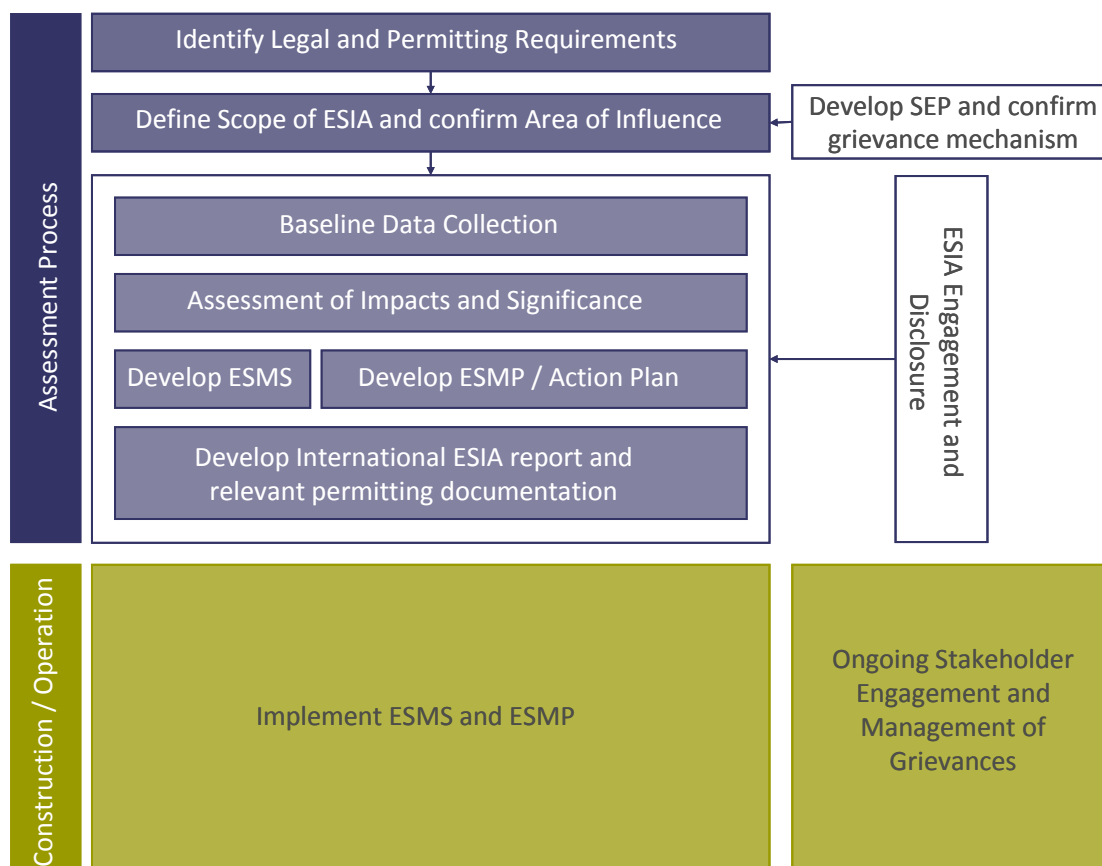 Assessment Process
Identify Legal and Permitting Requirements
Define Scope of ESIA and confirm Area of Influence
Develop SEP and confirm
grievance mechanism
Baseline Data Collection
Assessment of Impacts and Significance
Develop ESMS
Develop ESMP / Action Plan
Develop International ESIA report and
relevant permitting documentation
ESIA Engagement and
Disclosure
Construction / Operation
Implement ESMS and ESMP
Ongoing Stakeholder
Engagement and
Management of
Grievances